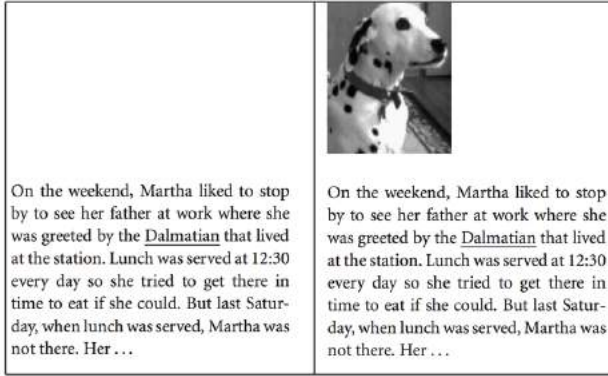 On the weekend, Martha liked to stop
by to see her father at work where she
was greeted by the Dalmatian that lived
at the station. Lunch was served at 12:30
every day so she tried to get there in
time to eat if she could. But last Satur-
day, when lunch was served, Martha was
not there. Her ...
On the weekend, Martha liked to stop
by to see her father at work where she
was greeted by the Dalmatian that lived
at the station. Lunch was served at 12:30
every day so she tried to get there in
time to eat if she could. But last Satur-
day, when lunch was served, Martha was
not there. Her ...